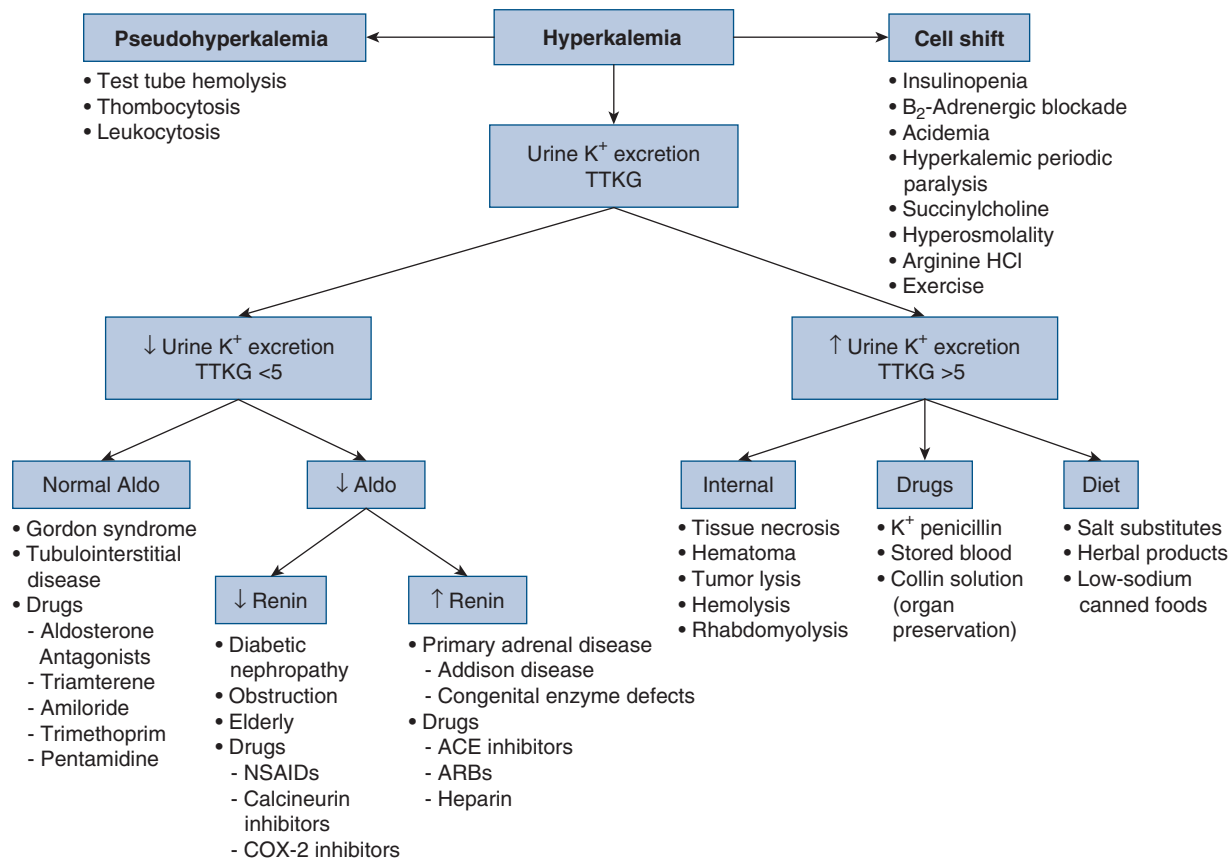 Pseudohyperkalemia
• Test tube hemolysis
• Thombocytosis
• Leukocytosis
Hyperkalemia
Cell shift
• Insulinopenia
• B₂-Adrenergic blockade
• Acidemia
• Hyperkalemic periodic
paralysis
• Succinylcholine
• Hyperosmolality
• Arginine HCl
• Exercise
Urine K⁺ excretion
TTKG
↓ Urine K⁺ excretion
TTKG <5
↑ Urine K⁺ excretion
TTKG >5
Normal Aldo
• Gordon syndrome
• Tubulointerstitial
disease
• Drugs
- Aldosterone
Antagonists
- Triamterene
- Amiloride
- Trimethoprim
- Pentamidine
↓ Aldo
↓ Renin
• Diabetic
nephropathy
• Obstruction
• Elderly
• Drugs
- NSAIDs
- Calcineurin
inhibitors
- COX-2 inhibitors
↑ Renin
• Primary adrenal disease
- Addison disease
- Congenital enzyme defects
• Drugs
- ACE inhibitors
- ARBs
- Heparin
Internal
• Tissue necrosis
• Hematoma
• Tumor lysis
• Hemolysis
• Rhabdomyolysis
Drugs
• K⁺ penicillin
• Stored blood
• Collin solution
(organ
preservation)
Diet
• Salt substitutes
• Herbal products
• Low-sodium
canned foods